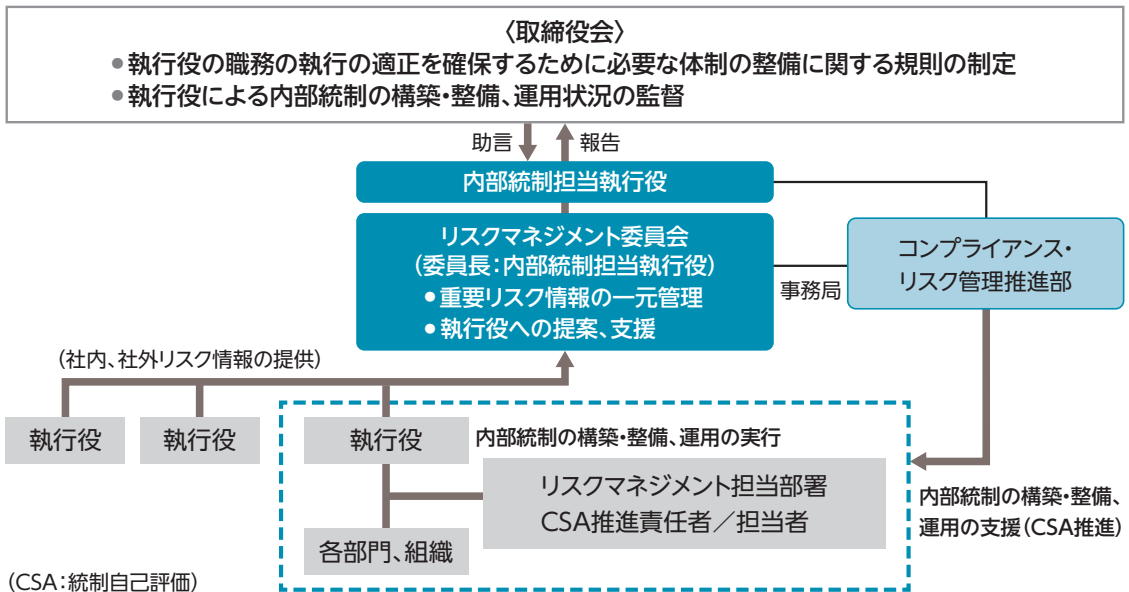 〈取締役会〉
●執行役の職務の執行の適正を確保するために必要な体制の整備に関する規則の制定
●執行役による内部統制の構築・整備、運用状況の監督
助言
報告
内部統制担当執行役
リスクマネジメント委員会
(委員長：内部統制担当執行役)
●重要リスク情報の一元管理
●執行役への提案、支援
事務局
コンプライアンス・
リスク管理推進部
(社内、社外リスク情報の提供)
執行役
執行役
執行役
内部統制の構築・整備、運用の実行
リスクマネジメント担当部署
CSA推進責任者／担当者
各部門、組織
内部統制の構築・整備、
運用の支援(CSA推進)
(CSA：統制自己評価)